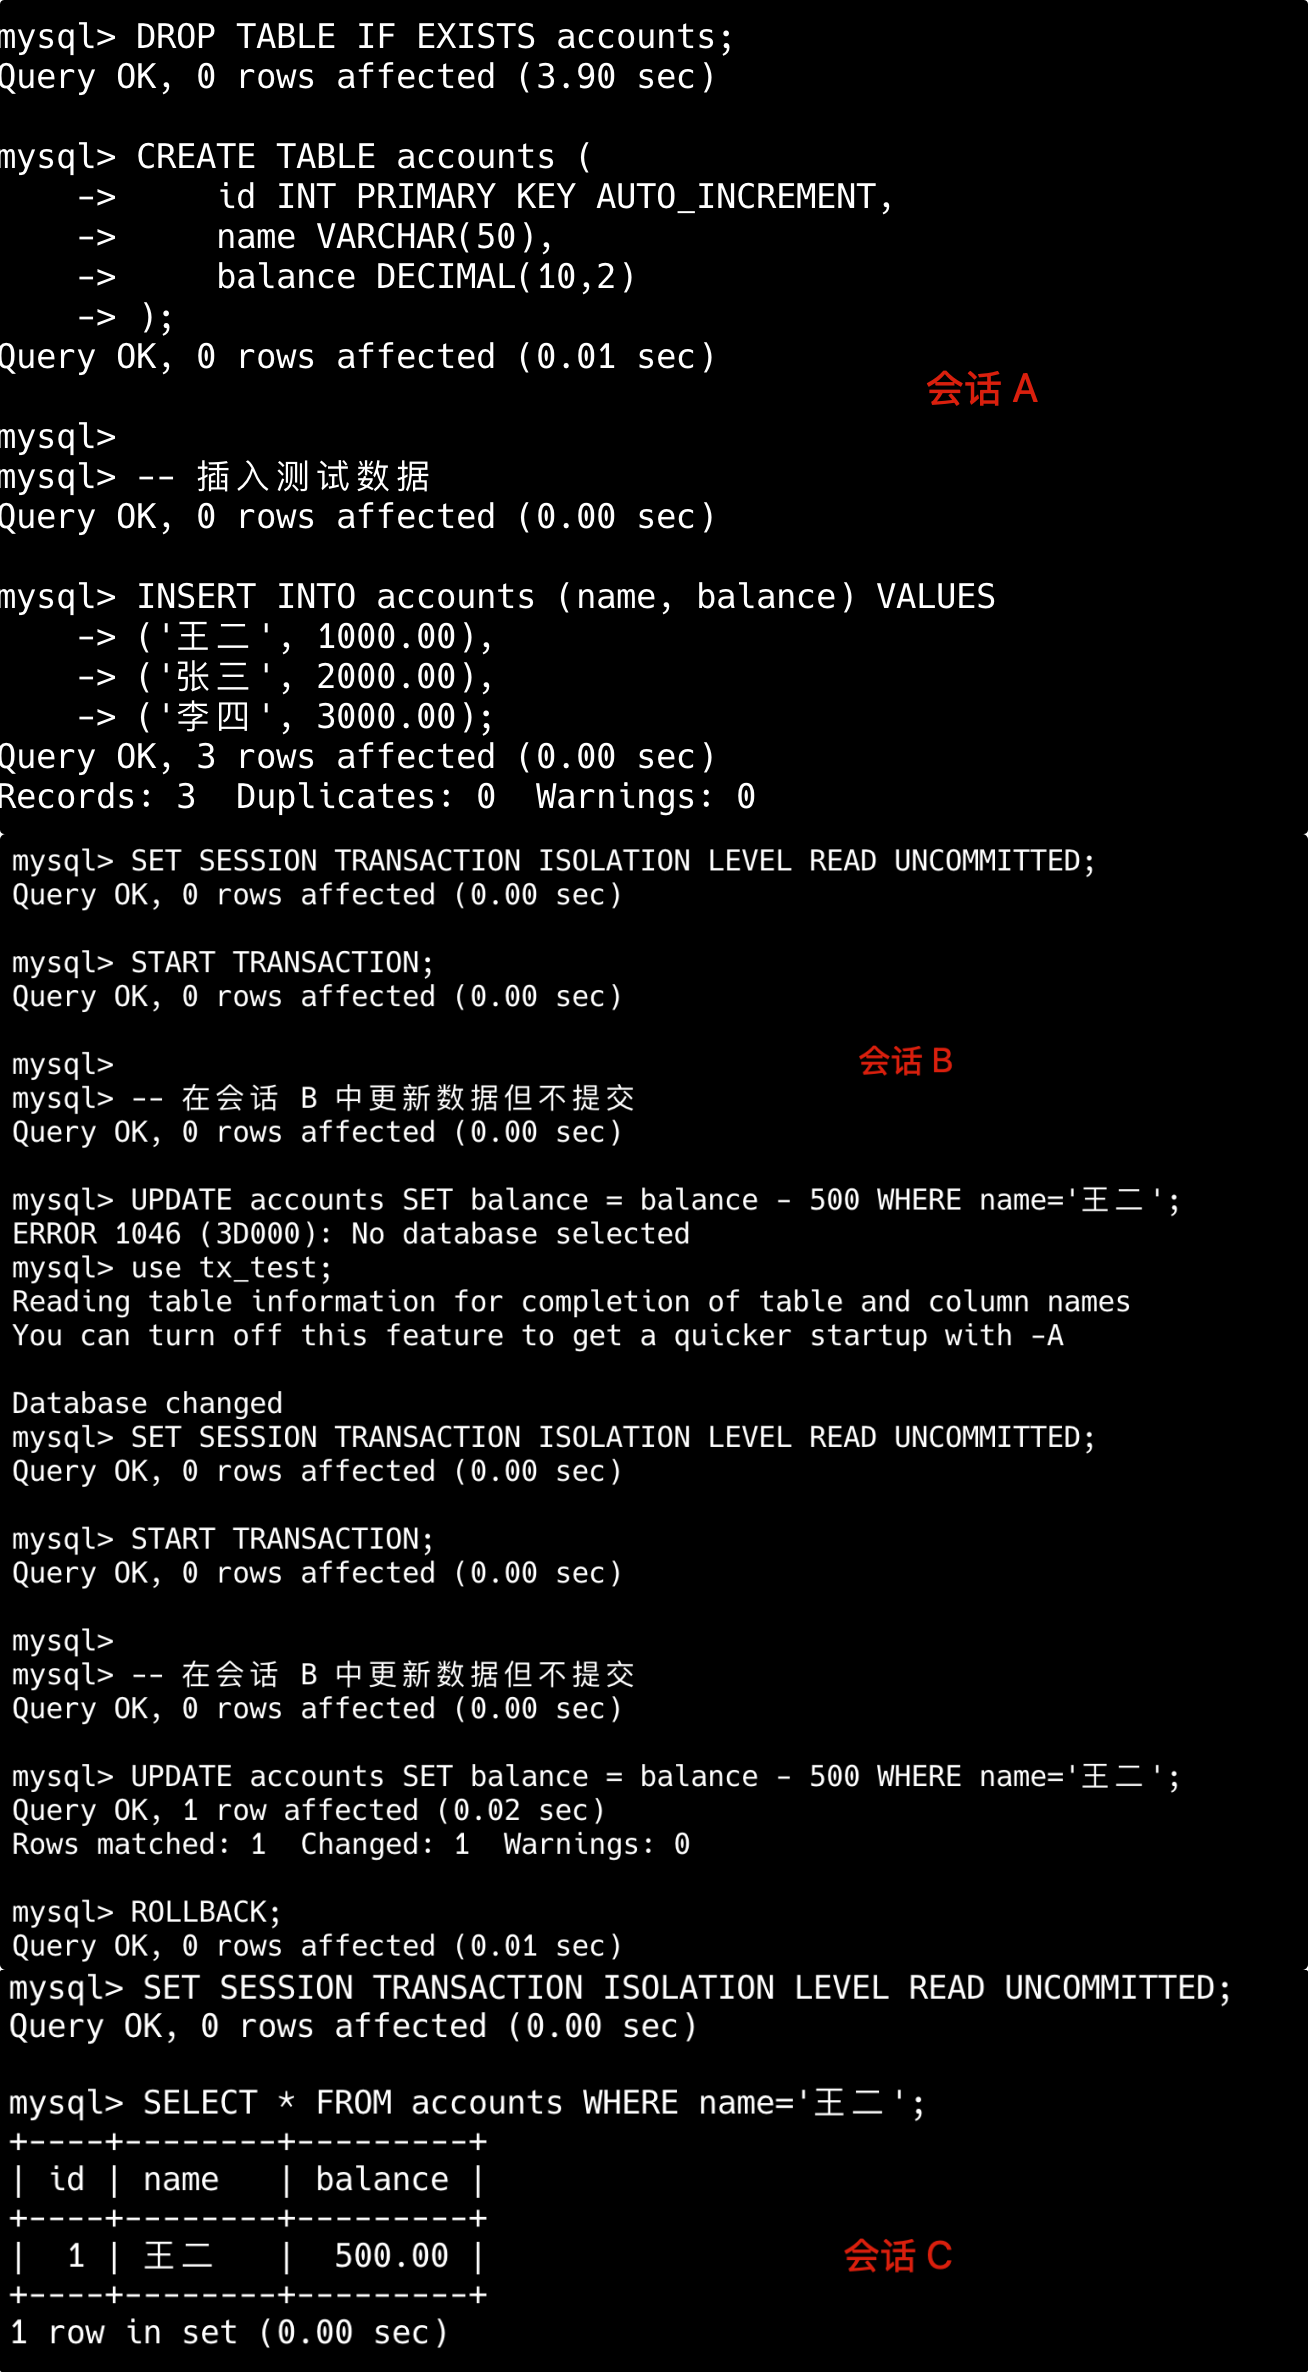 mysql> DROP TABLE IF EXISTS accounts;
Query OK, 0 rows affected (3.90 sec)
mysql> CREATE TABLE accounts (
    ->     id INT PRIMARY KEY AUTO_INCREMENT,
    ->     name VARCHAR(50),
    ->     balance DECIMAL(10,2)
    -> );
Query OK, 0 rows affected (0.01 sec)
会话 A
mysql>
mysql> -- 插入测试数据
Query OK, 0 rows affected (0.00 sec)
mysql> INSERT INTO accounts (name, balance) VALUES
    -> ('王二', 1000.00),
    -> ('张三', 2000.00),
    -> ('李四', 3000.00);
Query OK, 3 rows affected (0.00 sec)
Records: 3  Duplicates: 0  Warnings: 0
mysql> SET SESSION TRANSACTION ISOLATION LEVEL READ UNCOMMITTED;
Query OK, 0 rows affected (0.00 sec)
mysql> START TRANSACTION;
Query OK, 0 rows affected (0.00 sec)
mysql>
会话 B
mysql> -- 在会话 B 中更新数据但不提交
Query OK, 0 rows affected (0.00 sec)
mysql> UPDATE accounts SET balance = balance - 500 WHERE name='王二';
ERROR 1046 (3D000): No database selected
mysql> use tx_test;
Reading table information for completion of table and column names
You can turn off this feature to get a quicker startup with -A
Database changed
mysql> SET SESSION TRANSACTION ISOLATION LEVEL READ UNCOMMITTED;
Query OK, 0 rows affected (0.00 sec)
mysql> START TRANSACTION;
Query OK, 0 rows affected (0.00 sec)
mysql>
mysql> -- 在会话 B 中更新数据但不提交
Query OK, 0 rows affected (0.00 sec)
mysql> UPDATE accounts SET balance = balance - 500 WHERE name='王二';
Query OK, 1 row affected (0.02 sec)
Rows matched: 1  Changed: 1  Warnings: 0
mysql> ROLLBACK;
Query OK, 0 rows affected (0.01 sec)
mysql> SET SESSION TRANSACTION ISOLATION LEVEL READ UNCOMMITTED;
Query OK, 0 rows affected (0.00 sec)
mysql> SELECT * FROM accounts WHERE name='王二';
+----+--------+---------+
| id | name   | balance |
+----+--------+---------+
|  1 | 王二   |  500.00 |
会话 C
+----+--------+---------+
1 row in set (0.00 sec)